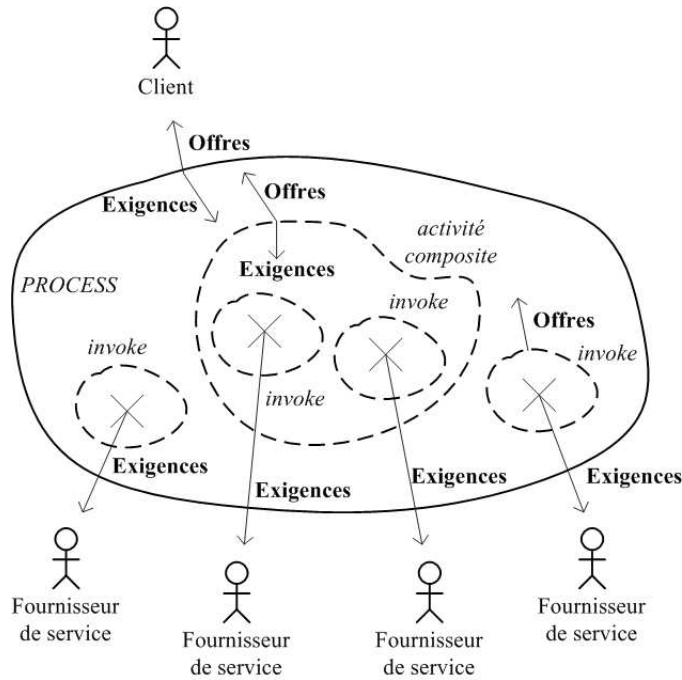 Client
Offres
Exigences
Offres
activité
composite
Exigences
PROCESS
invoke
Offres
invoke
invoke
invoke
Exigences
Exigences
Exigences
Exigences
Fournisseur
de service
Fournisseur
de service
Fournisseur
de service
Fournisseur
de service